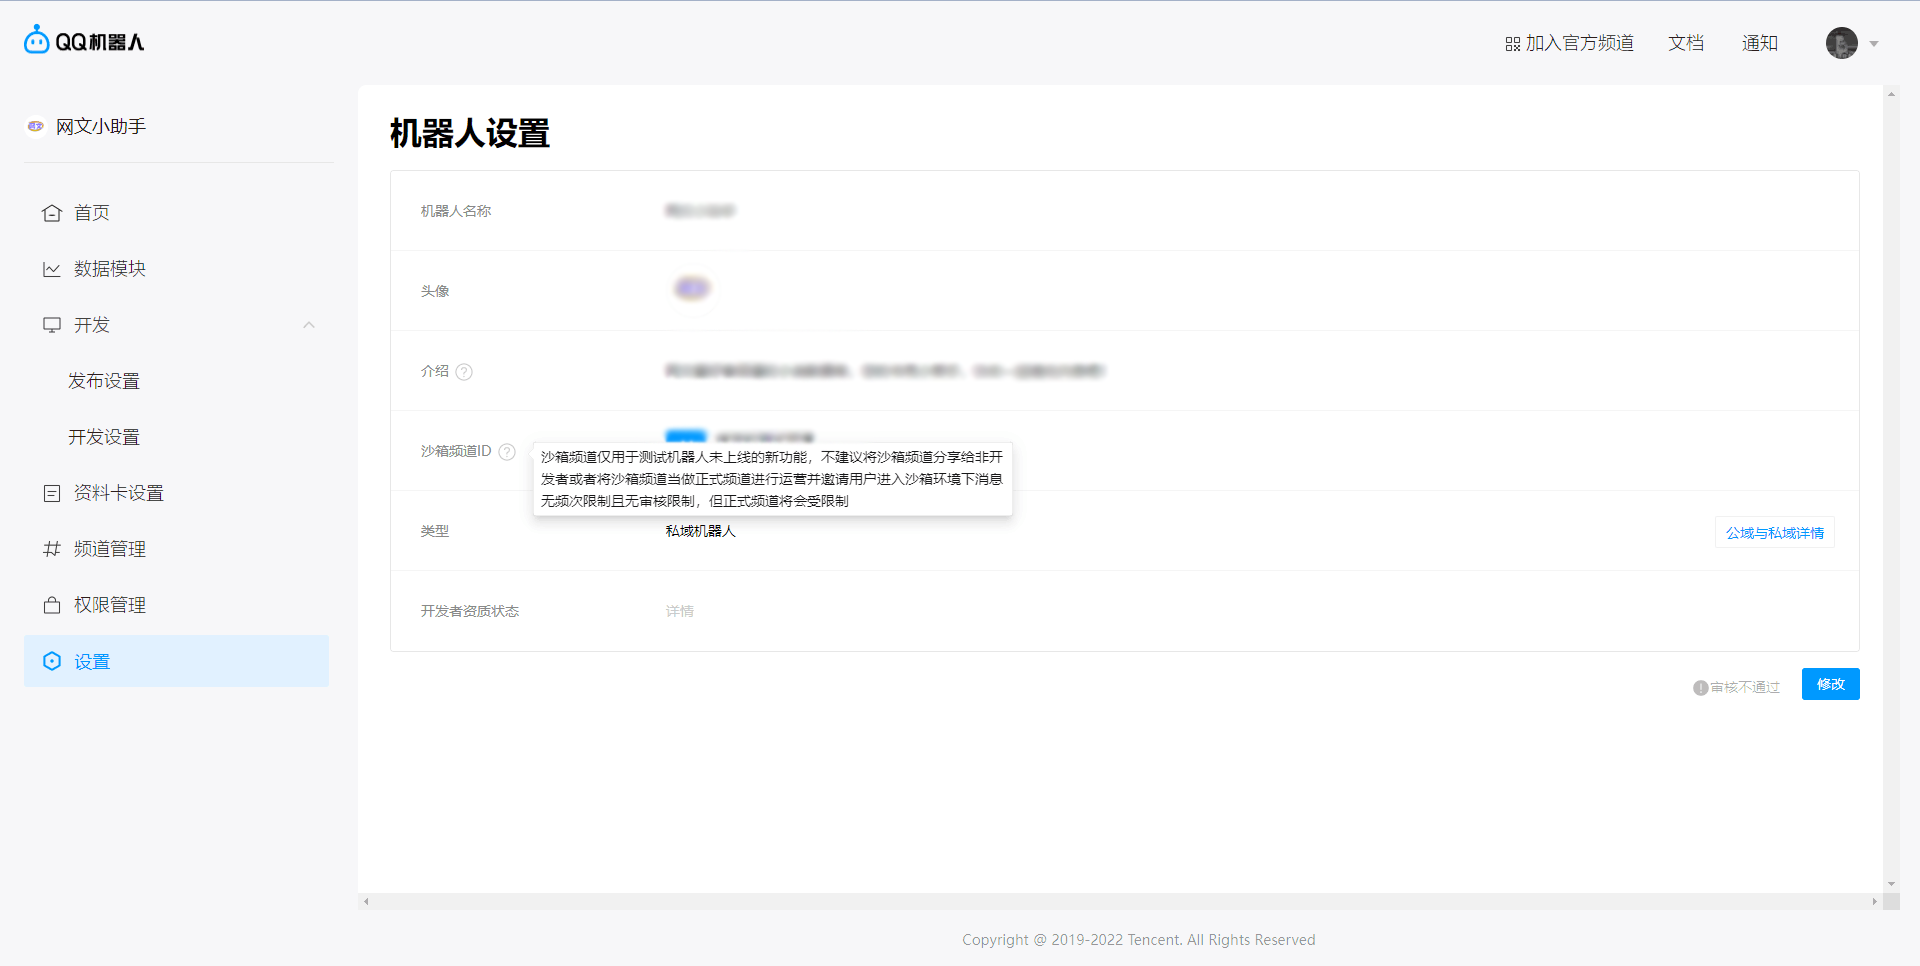 QQ机器人
加入官方频道
文档
通知
网文小助手
首页
数据模块
开发
发布设置
开发设置
资料卡设置
频道管理
权限管理
设置
机器人设置
机器人名称
头像
介绍 ?
沙箱频道ID ?
沙箱频道仅用于测试机器人未上线的新功能，不建议将沙箱频道分享给非开
发者或者将沙箱频道当做正式频道进行运营并邀请用户进入沙箱环境下消息
无频次限制且无审核限制，但正式频道将会受限制
类型
私域机器人
公域与私域详情
开发者资质状态
详情
审核不通过
修改
Copyright @ 2019-2022 Tencent. All Rights Reserved